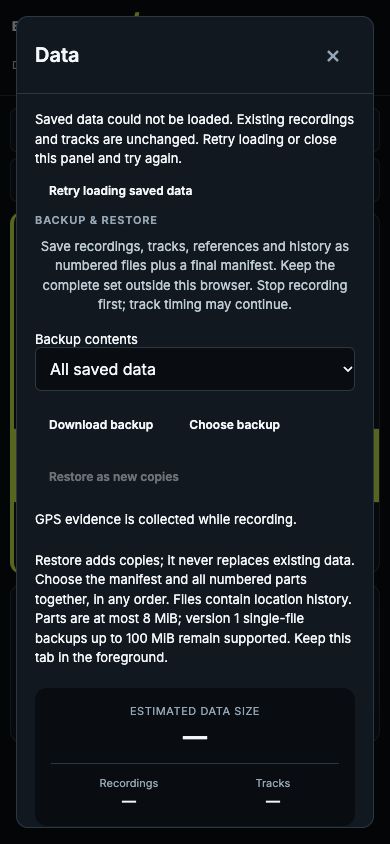 Data
Saved data could not be loaded. Existing recordings
and tracks are unchanged. Retry loading or close
this panel and try again.
Retry loading saved data
BACKUP & RESTORE
Save recordings, tracks, references and history as
numbered files plus a final manifest. Keep the
complete set outside this browser. Stop recording
first; track timing may continue.
Backup contents
All saved data
Download backup Choose backup
Restore as new copies
GPS evidence is collected while recording.
Restore adds copies; it never replaces existing data.
Choose the manifest and all numbered parts
together, in any order. Files contain location history.
Parts are at most 8 MiB; version 1 single-file
backups up to 100 MiB remain supported. Keep this
tab in the foreground.
ESTIMATED DATA SIZE
—
Recordings Tracks
— —